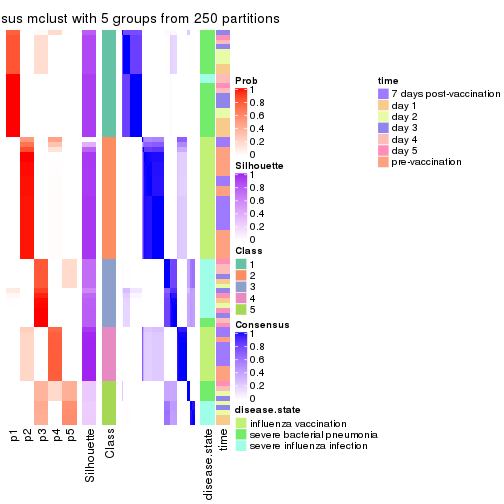 sus mclust with 5 groups from 250 partitions
p1
p2
p3
p4
p5
Silhouette
Class
disease.state
time
Prob
1
0.8
0.6
0.4
0.2
0
Silhouette
1
0.8
0.6
0.4
0.2
0
Class
1
2
3
4
5
Consensus
1
0.8
0.6
0.4
0.2
0
disease.state
influenza vaccination
severe bacterial pneumonia
severe influenza infection
time
7 days post-vaccination
day 1
day 2
day 3
day 4
day 5
pre-vaccination